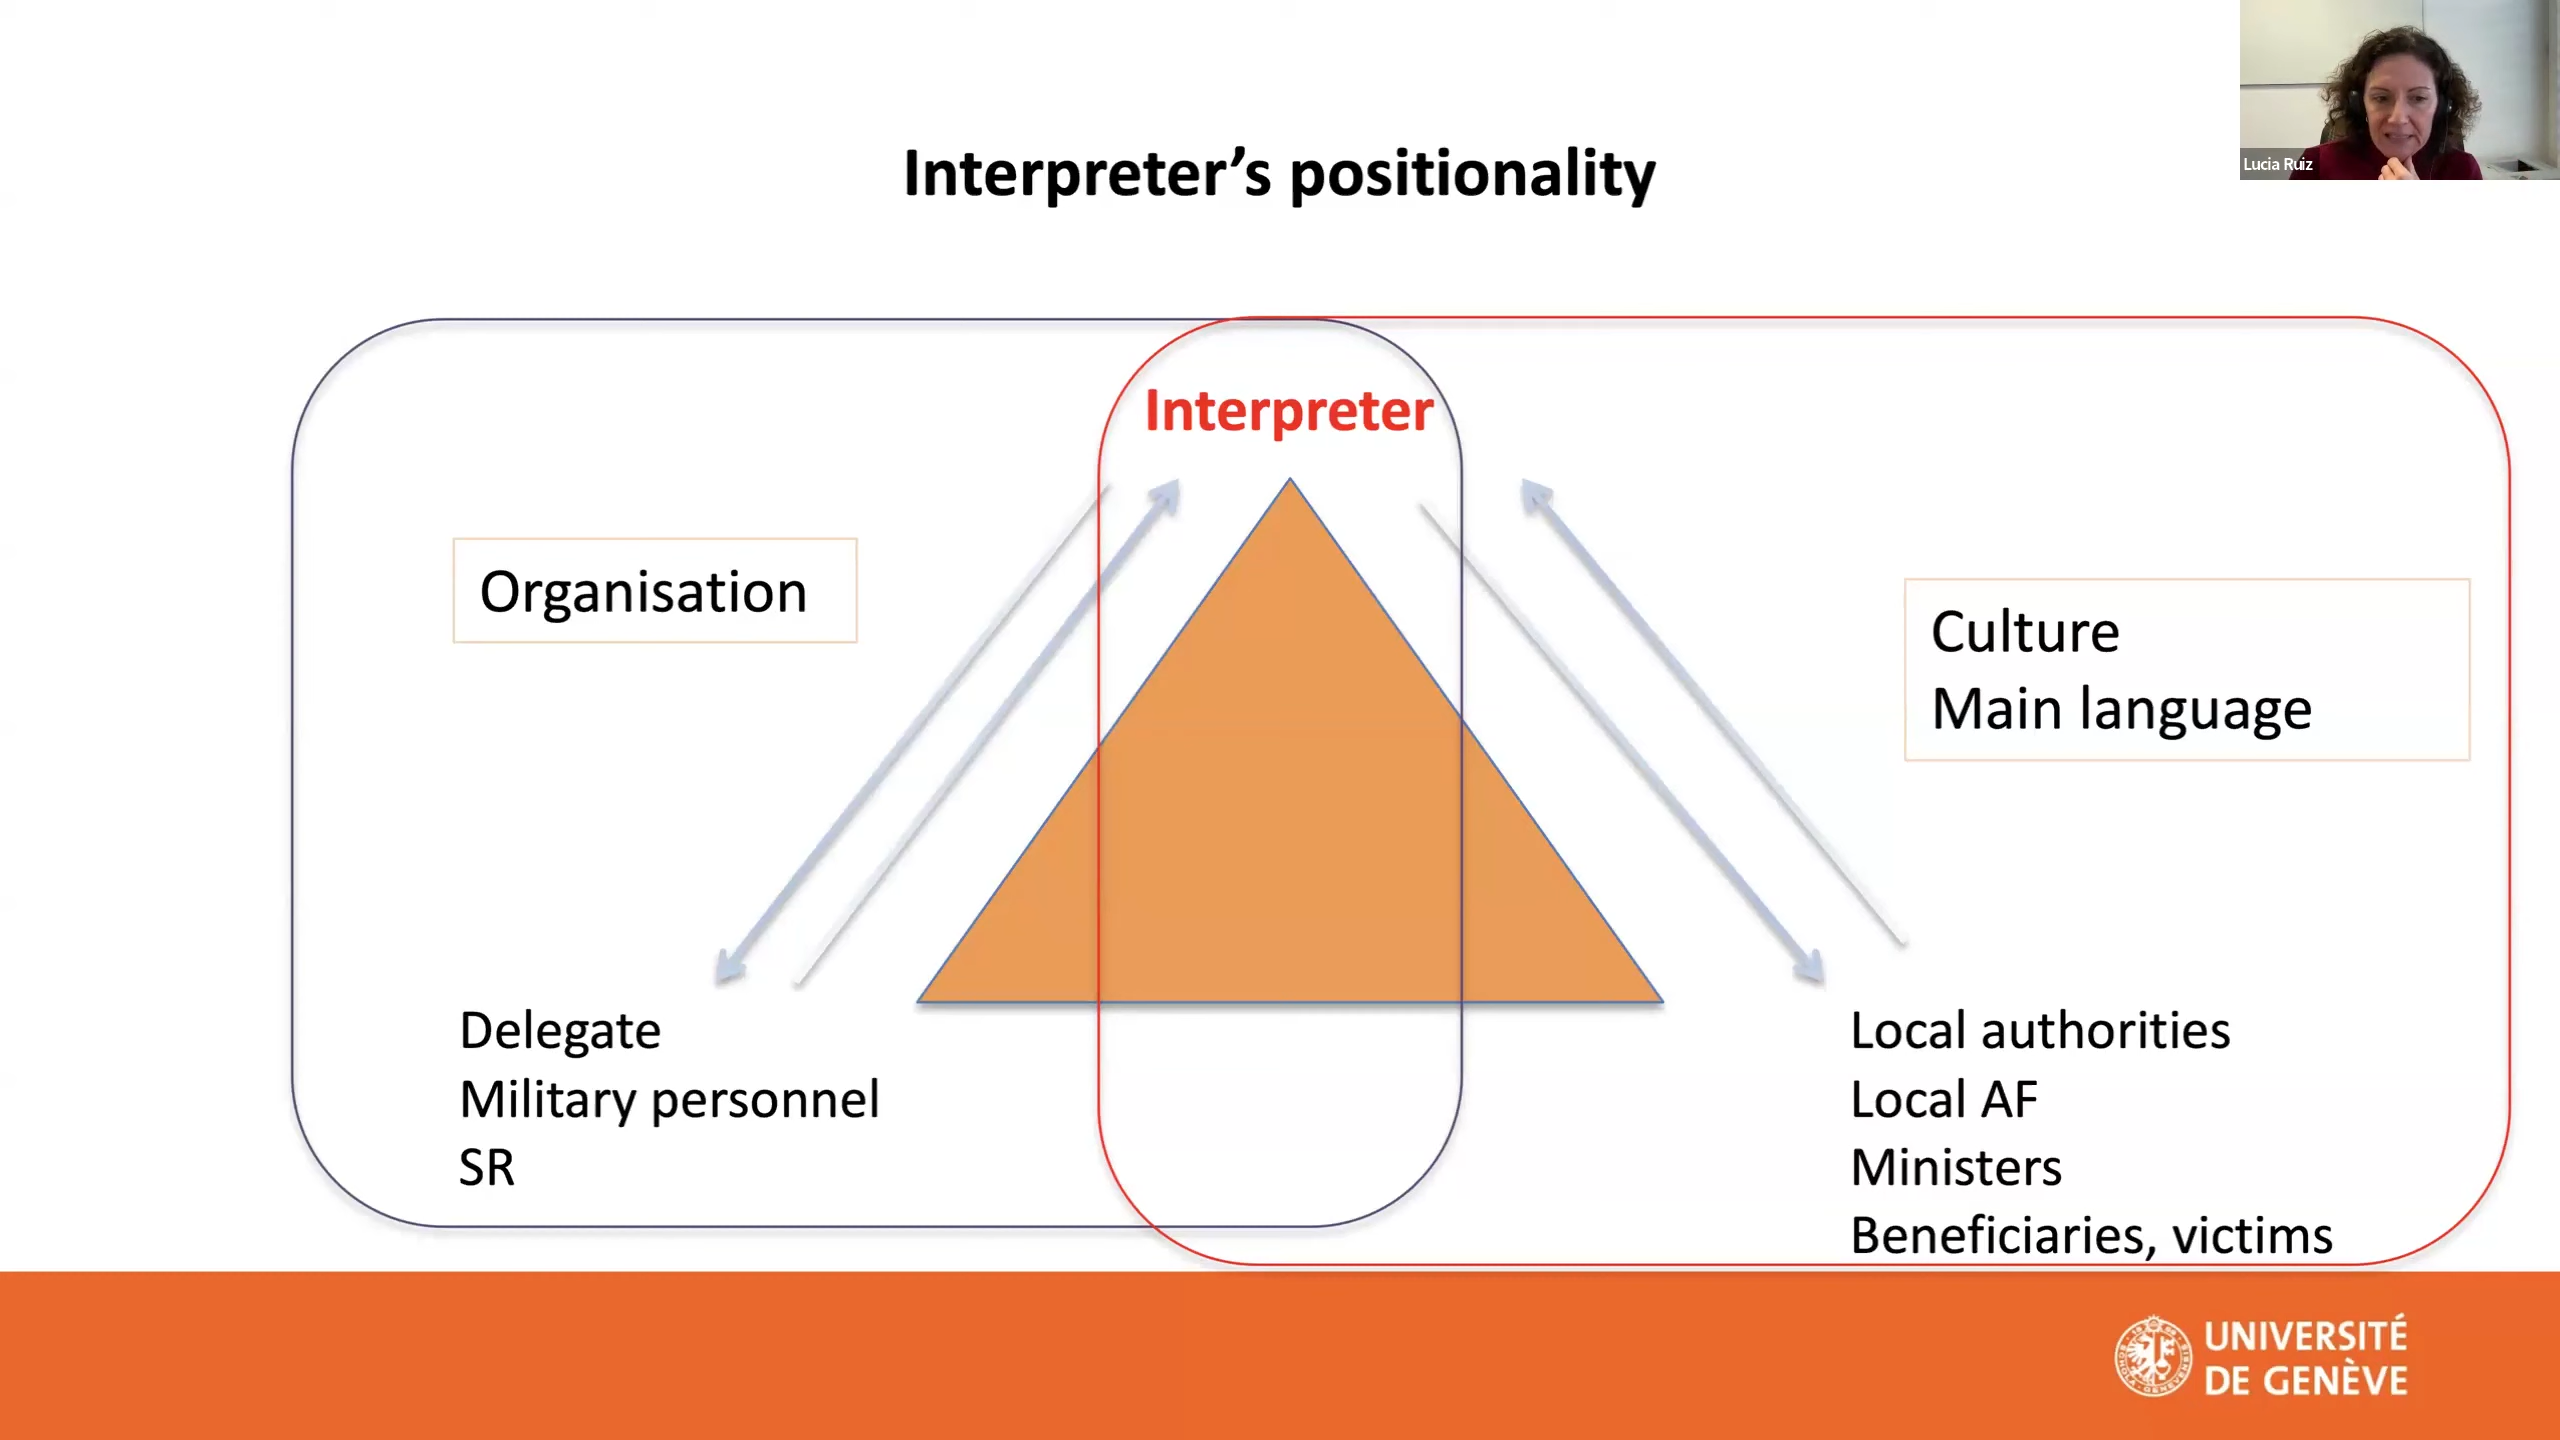 Lucia Ruiz
Interpreter’s positionality
Interpreter
Organisation
Culture
Main language
Delegate
Military personnel
SR
Local authorities
Local AF
Ministers
Beneficiaries, victims
UNIVERSITÉ
DE GENÈVE